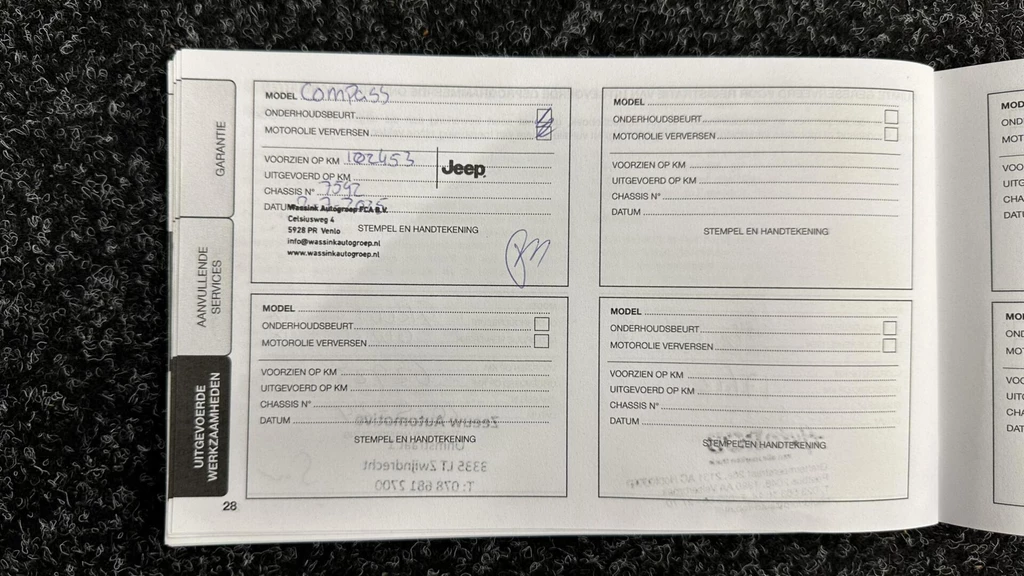 GARANTIE
AANVULLENDE
SERVICES
UITGEVOERDE
WERKZAAMHEDEN
MODEL Compass
ONDERHOUDSBEURT
MOTOROLIE VERVERSEN
VOORZIEN OP KM 102453
Jeep
UITGEVOERD OP KM
CHASSIS N° 7592
DATUM
Wassink Autogroep FCA B.V.
Celsiusweg 4
5928 PR Venlo
info@wassinkautogroep.nl
www.wassinkautogroep.nl
STEMPEL EN HANDTEKENING
MODEL
ONDERHOUDSBEURT
MOTOROLIE VERVERSEN
VOORZIEN OP KM
UITGEVOERD OP KM
CHASSIS N°
DATUM
STEMPEL EN HANDTEKENING
MODEL
ONDERHOUDSBEURT
MOTOROLIE VERVERSEN
VOORZIEN OP KM
UITGEVOERD OP KM
CHASSIS N°
DATUM
Zeeuw Automotive
STEMPEL EN HANDTEKENING
3335 LT Zwijndrecht
T: 078 681 2700
MODEL
ONDERHOUDSBEURT
MOTOROLIE VERVERSEN
VOORZIEN OP KM
UITGEVOERD OP KM
CHASSIS N°
DATUM
STEMPEL EN HANDTEKENING
28